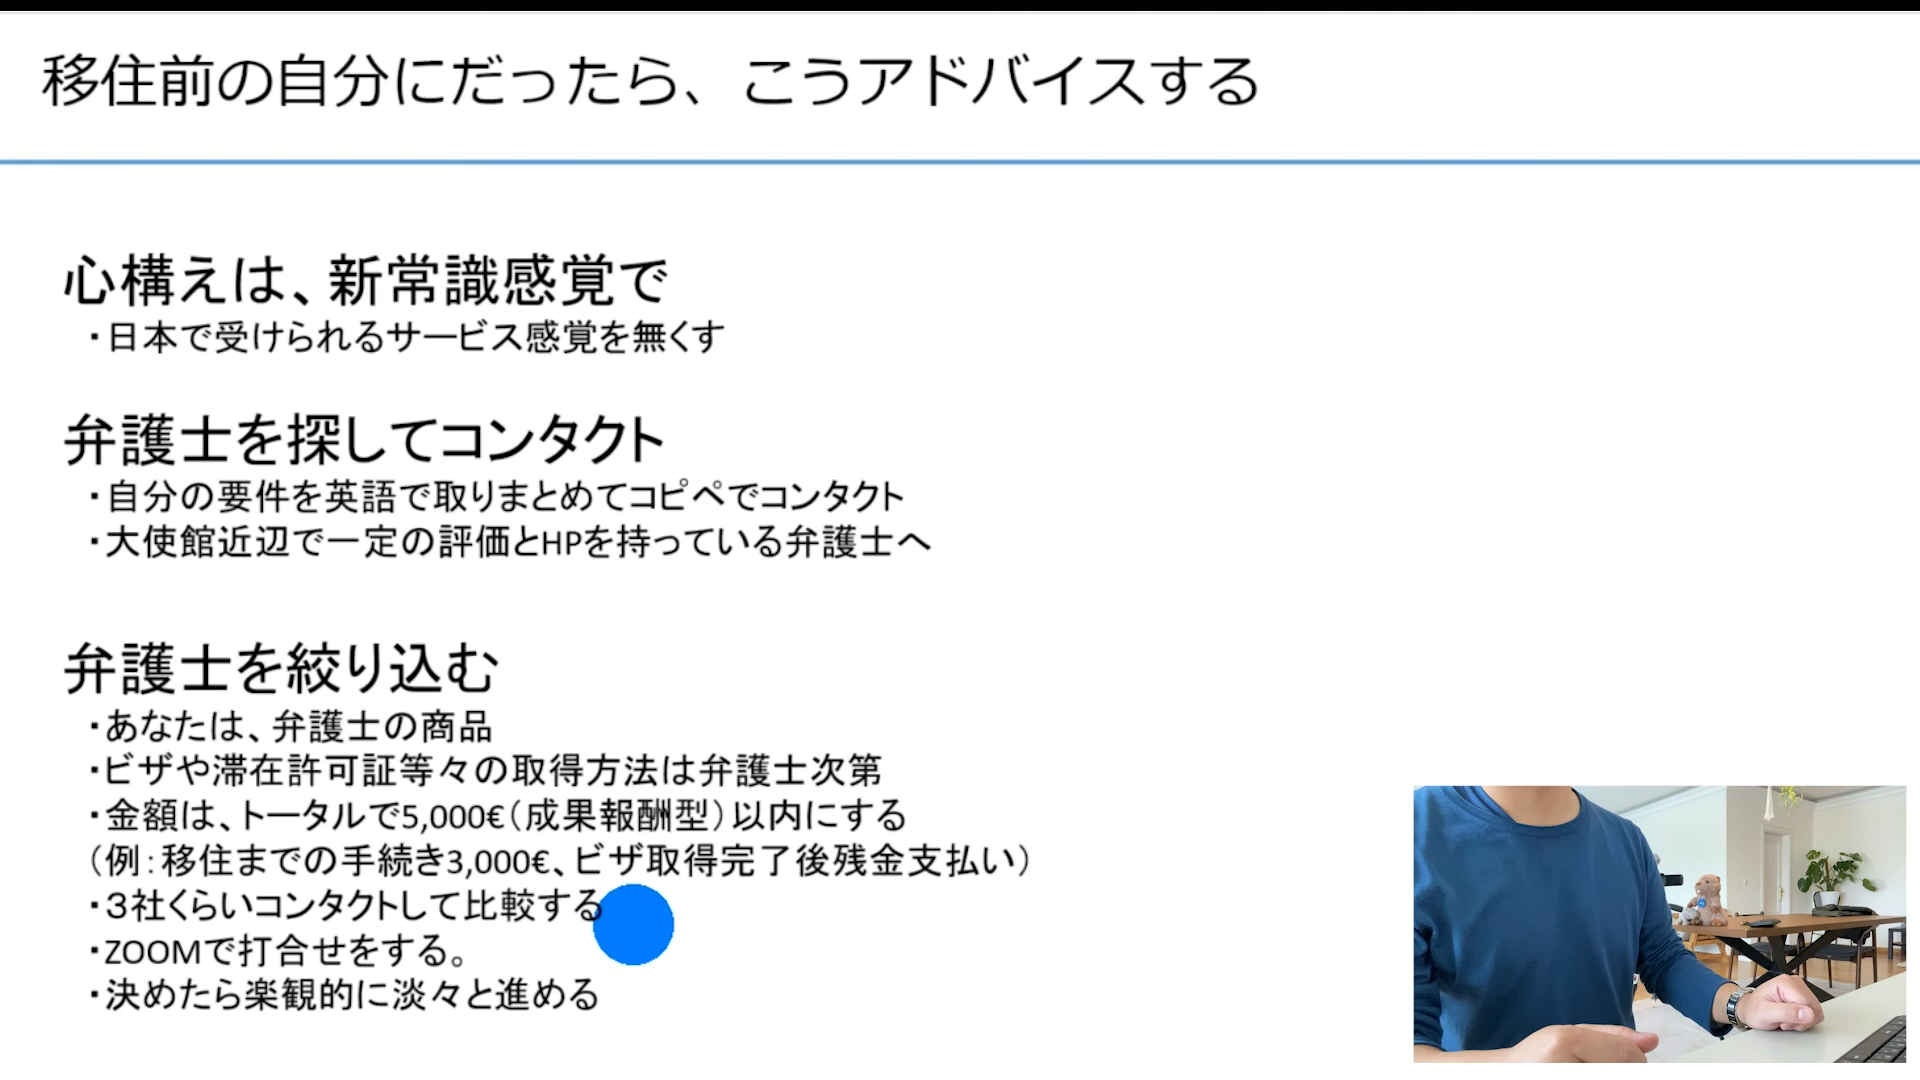 移住前の自分にだったら、こうアドバイスする
心構えは、新常識感覚で
・日本で受けられるサービス感覚を無くす
弁護士を探してコンタクト
・自分の要件を英語で取りまとめてコピペでコンタクト
・大使館近辺で一定の評価とHPを持っている弁護士へ
弁護士を絞り込む
・あなたは、弁護士の商品
・ビザや滞在許可証等々の取得方法は弁護士次第
・金額は、トータルで5,000€（成果報酬型）以内にする
（例：移住までの手続き3,000€、ビザ取得完了後残金支払い）
・３社くらいコンタクトして比較する
・ZOOMで打合せをする。
・決めたら楽観的に淡々と進める